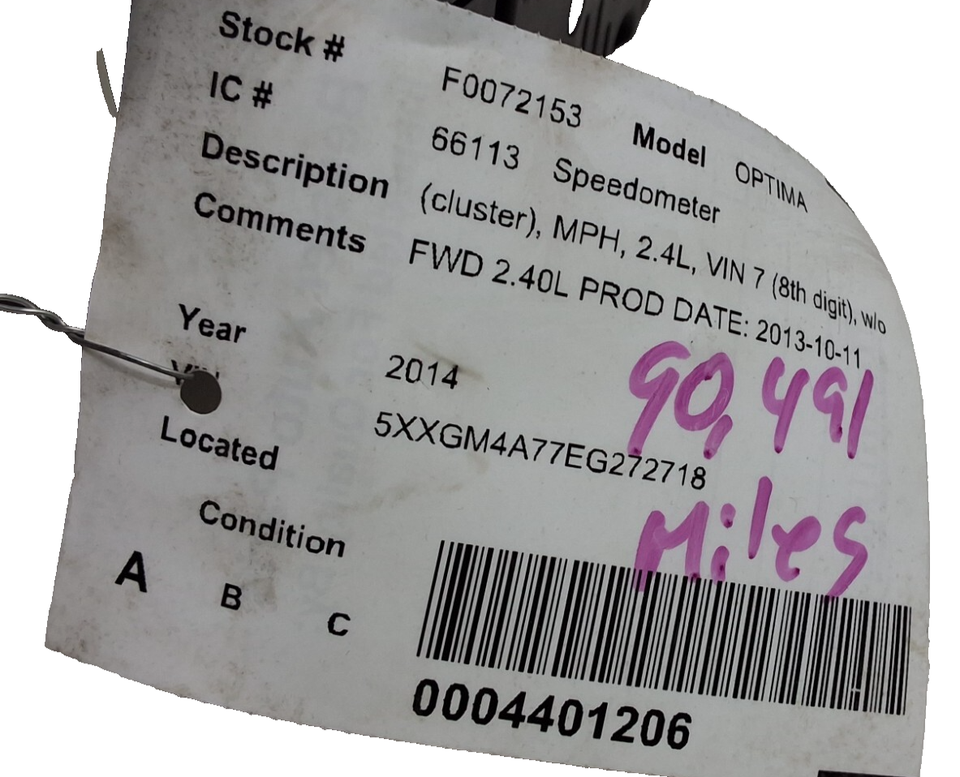 Stock # F0072153 Model OPTIMA
IC # 66113 Speedometer
Description (cluster), MPH, 2.4L, VIN 7 (8th digit), w/o
Comments FWD 2.40L PROD DATE: 2013-10-11
90,491
Miles
Year 2014
5XXGM4A77EG272718
Located
Condition
A B C
0004401206